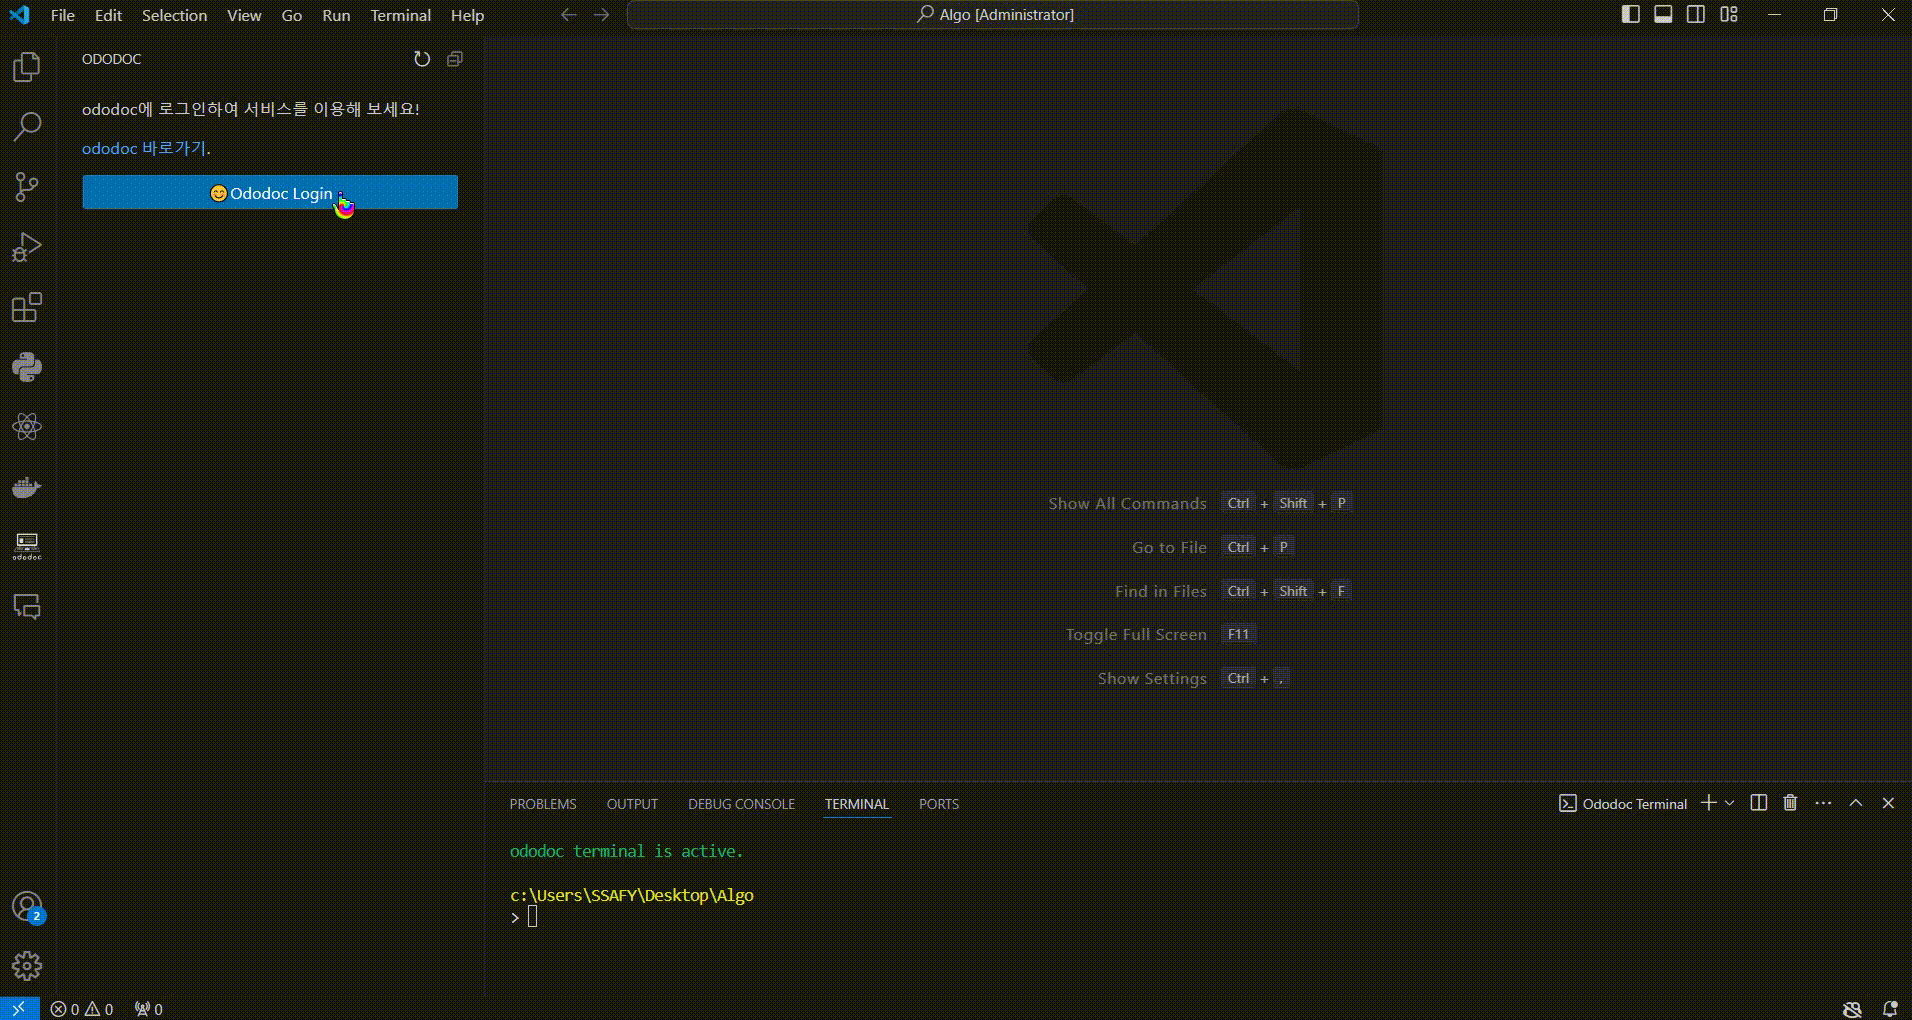 File Edit Selection View Go Run Terminal Help
Algo [Administrator]
ODODOC
ododoc에 로그인하여 서비스를 이용해 보세요!
ododoc 바로가기.
😊Ododoc Login
ododoc
Show All Commands Ctrl + Shift + P
Go to File Ctrl + P
Find in Files Ctrl + Shift + F
Toggle Full Screen F11
Show Settings Ctrl + ,
PROBLEMS OUTPUT DEBUG CONSOLE TERMINAL PORTS
Ododoc Terminal
ododoc terminal is active.
c:\Users\SSAFY\Desktop\Algo
>
2
0 0 0